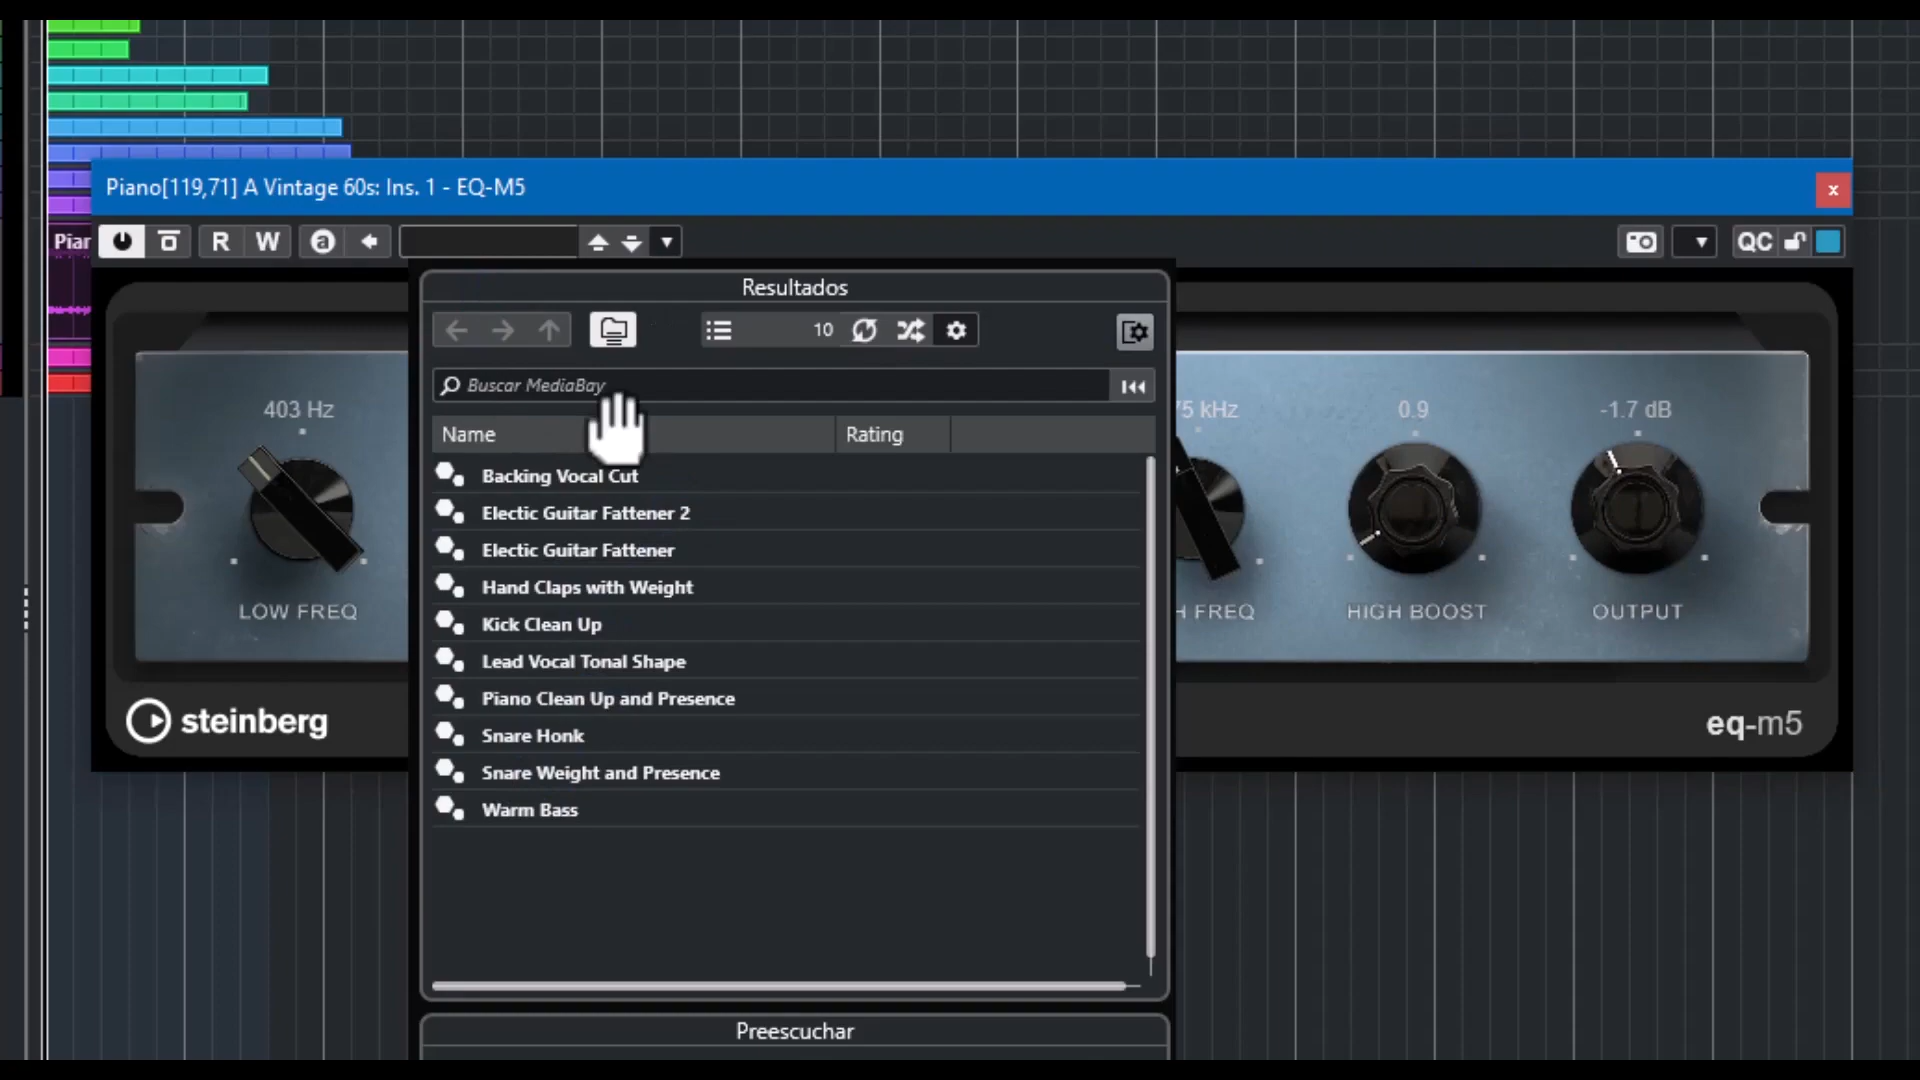 Piano[119,71] A Vintage 60s: Ins. 1 - EQ-M5
x
Pian
R W a
QC
Resultados
10
Buscar MediaBay
Name Rating
Backing Vocal Cut
Electic Guitar Fattener 2
Electic Guitar Fattener
Hand Claps with Weight
Kick Clean Up
Lead Vocal Tonal Shape
Piano Clean Up and Presence
Snare Honk
Snare Weight and Presence
Warm Bass
Preescuchar
403 Hz
LOW FREQ
75 kHz
H FREQ
0.9
HIGH BOOST
-1.7 dB
OUTPUT
steinberg
eq-m5